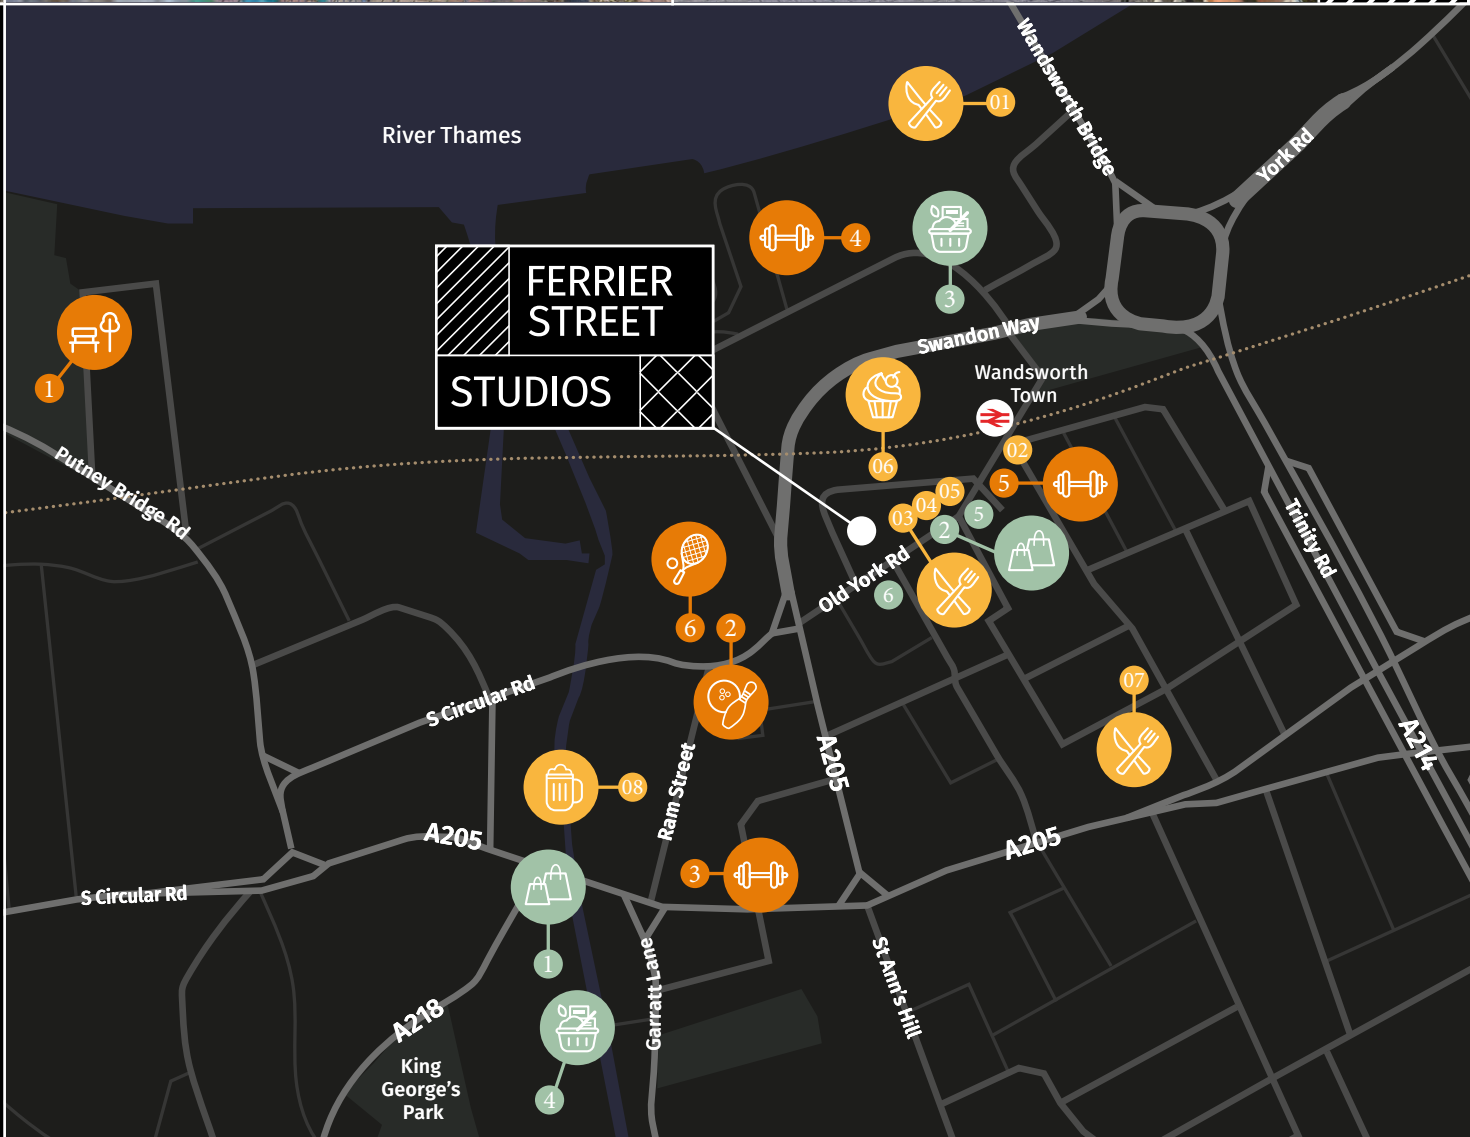 Wandsworth Bridge
01
River Thames
York Rd
4
FERRIER
STREET
3
Swandon Way
STUDIOS
Wandsworth
Town
1
02
Putney Bridge Rd
06
5
05
04
03
5
2
Trinity Rd
Old York Rd
6
6
2
07
S Circular Rd
A214
A205
08
Ram Street
A205
A205
3
S Circular Rd
1
Garratt Lane
St Ann's Hill
A218
King
George's
Park
4